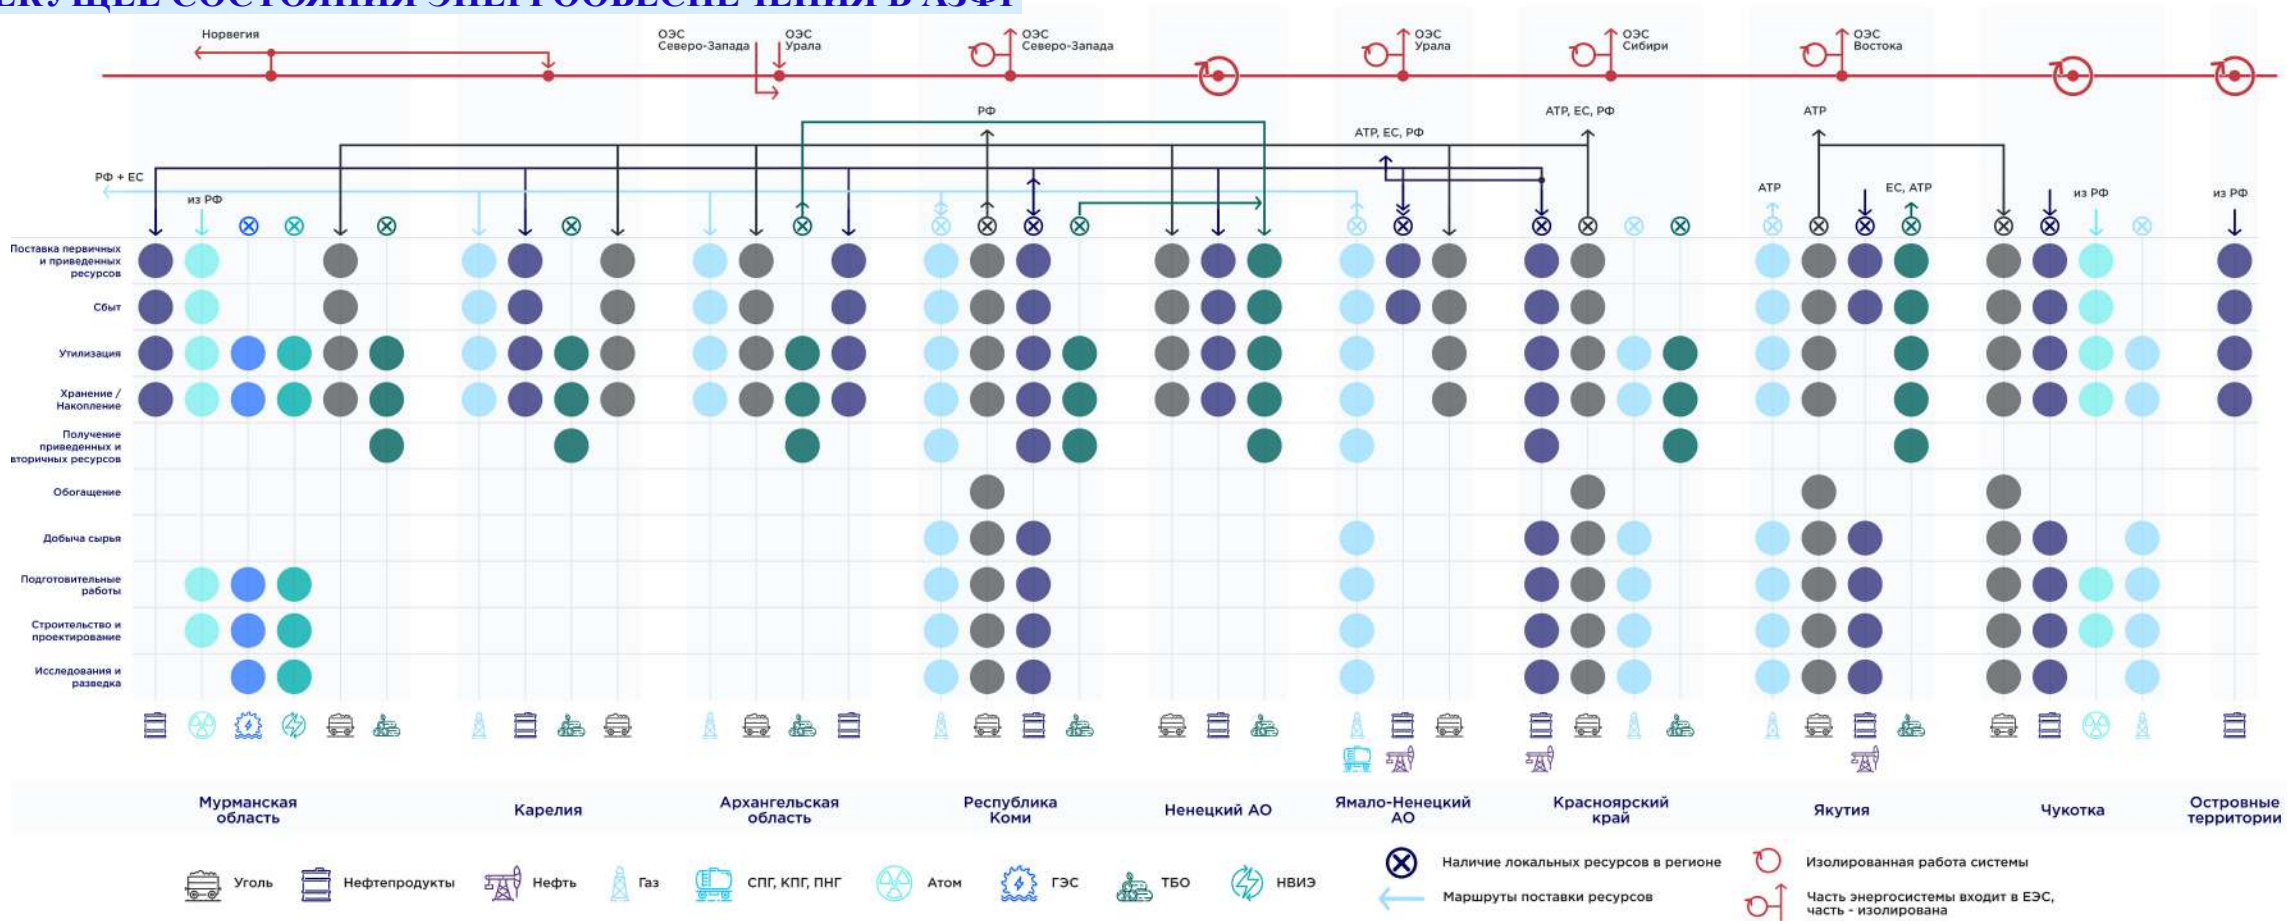 ТЕКУЩЕЕ СОСТОЯНИЯ ЭНЕРГООБЕСПЕЧЕНИЯ В АЗФР
Норвегия
ОЭС
Северо-Запада
ОЭС
Урала
ОЭС
Северо-Запада
ОЭС
Урала
ОЭС
Сибири
ОЭС
Востока
РФ
АТР, ЕС, РФ
АТР, ЕС, РФ
АТР
РФ + ЕС
из РФ
АТР
ЕС, АТР
из РФ
из РФ
Поставка первичных
и приведенных
ресурсов
Сбыт
Утилизация
Хранение /
Накопление
Получение
приведенных и
вторичных ресурсов
Обогащение
Добыча сырья
Подготовительные
работы
Строительство и
проектирование
Исследования и
разведка
Мурманская
область
Карелия
Архангельская
область
Республика
Коми
Ненецкий АО
Ямало-Ненецкий
АО
Красноярский
край
Якутия
Чукотка
Островные
территории
Уголь
Нефтепродукты
Нефть
Газ
СПГ, КПГ, ПНГ
Атом
ГЭС
ТБО
НВИЭ
Наличие локальных ресурсов в регионе
Маршруты поставки ресурсов
Изолированная работа системы
Часть энергосистемы входит в ЕЭС,
часть - изолирована